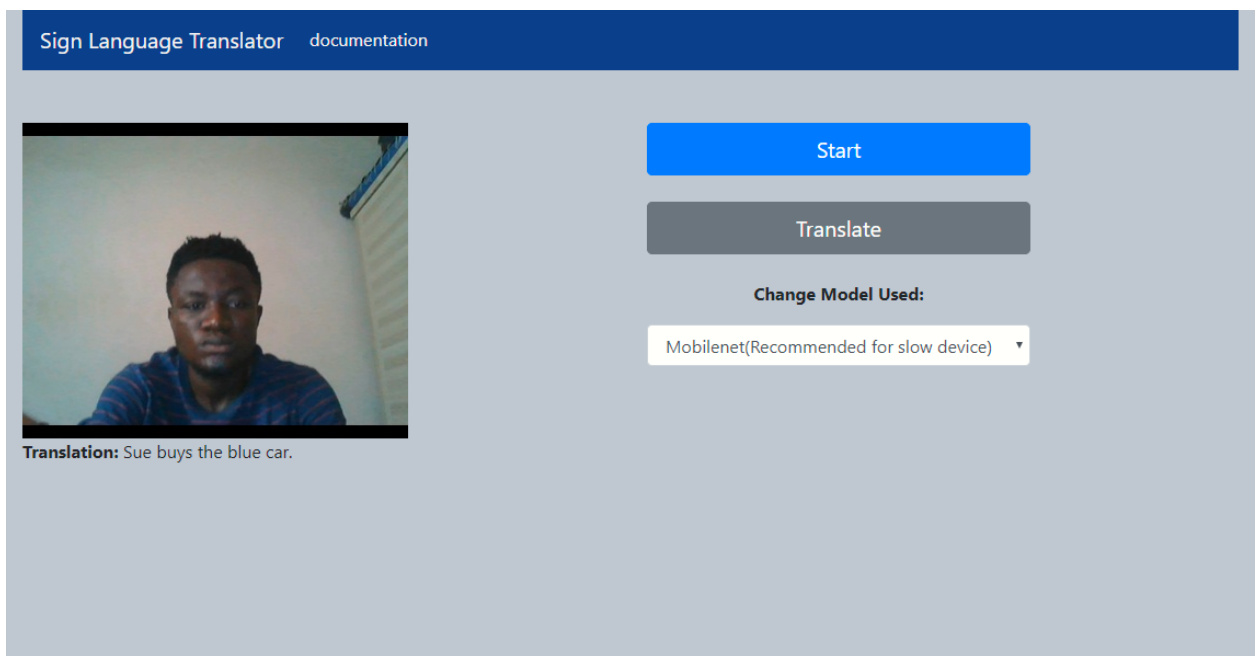 Sign Language Translator documentation
Start
Translate
Change Model Used:
Mobilenet(Recommended for slow device)
Translation: Sue buys the blue car.